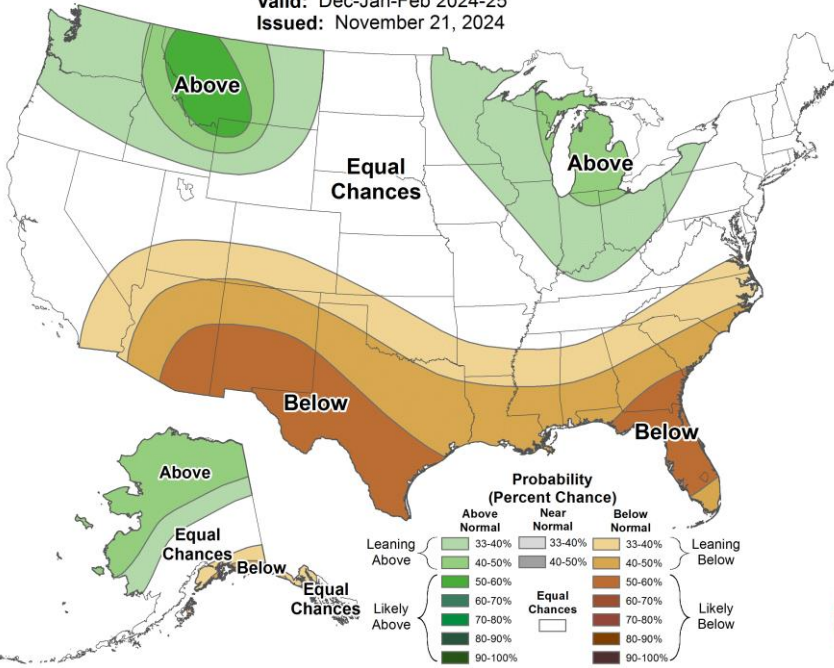 Valid: Dec-Jan-Feb 2024-25
Issued: November 21, 2024
Above
Equal
Chances
Above
Below
Below
Above
Equal
Chances
Below
Equal
Chances
Probability
(Percent Chance)
Above
Normal
Near
Normal
Below
Normal
Leaning
Above
33-40%
40-50%
33-40%
40-50%
33-40%
40-50%
Leaning
Below
Likely
Above
50-60%
60-70%
70-80%
80-90%
90-100%
Equal
Chances
50-60%
60-70%
70-80%
80-90%
90-100%
Likely
Below